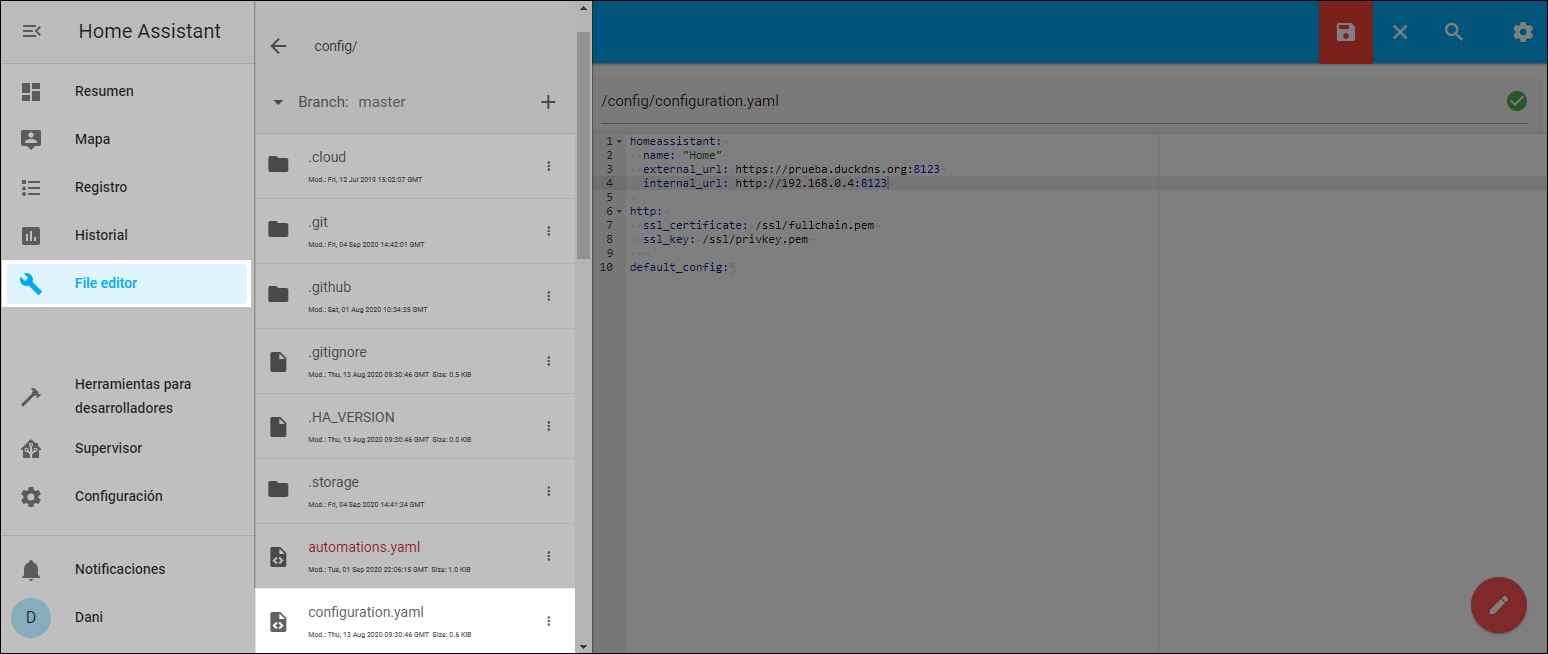 Home Assistant
Resumen
Mapa
Registro
Historial
File editor
Herramientas para
desarrolladores
Supervisor
Configuración
Notificaciones
D
Dani
config/
Branch: master
.cloud
Mod.: Fri, 12 Jul 2019 15:02:07 GMT
.git
Mod.: Fri, 04 Sep 2020 14:42:01 GMT
.github
Mod.: Sat, 01 Aug 2020 10:34:35 GMT
.gitignore
Mod.: Thu, 13 Aug 2020 09:30:46 GMT Size: 0.5 KiB
.HA_VERSION
Mod.: Thu, 13 Aug 2020 09:30:46 GMT Size: 0.0 KiB
.storage
Mod.: Fri, 04 Sep 2020 14:41:34 GMT
automations.yaml
Mod.: Tue, 01 Sep 2020 22:06:15 GMT Size: 1.0 KiB
configuration.yaml
Mod.: Thu, 13 Aug 2020 09:30:46 GMT Size: 0.6 KiB
/config/configuration.yaml
1 homeassistant:
2 name: "Home"
3 external_url: https://prueba.duckdns.org:8123
4 internal_url: http://192.168.0.4:8123
5
6 http:
7 ssl_certificate: /ssl/fullchain.pem
8 ssl_key: /ssl/privkey.pem
9
10 default_config: